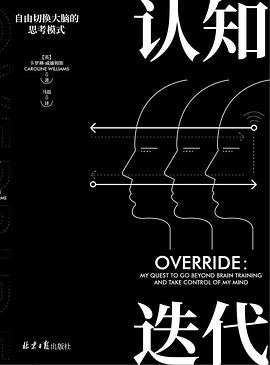 自由切换大脑的
思考模式
认知
[英]
卡罗琳·威廉姆斯
CAROLINE WILLIAMS
著
译
OVERRIDE:
MY QUEST TO GO BEYOND BRAIN TRAINING
AND TAKE CONTROL OF MY MIND
北京日报出版社
迭代